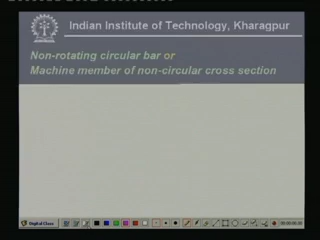 Indian Institute of Technology, Kharagpur
Non-rotating circular bar or
Machine member of non-circular cross section